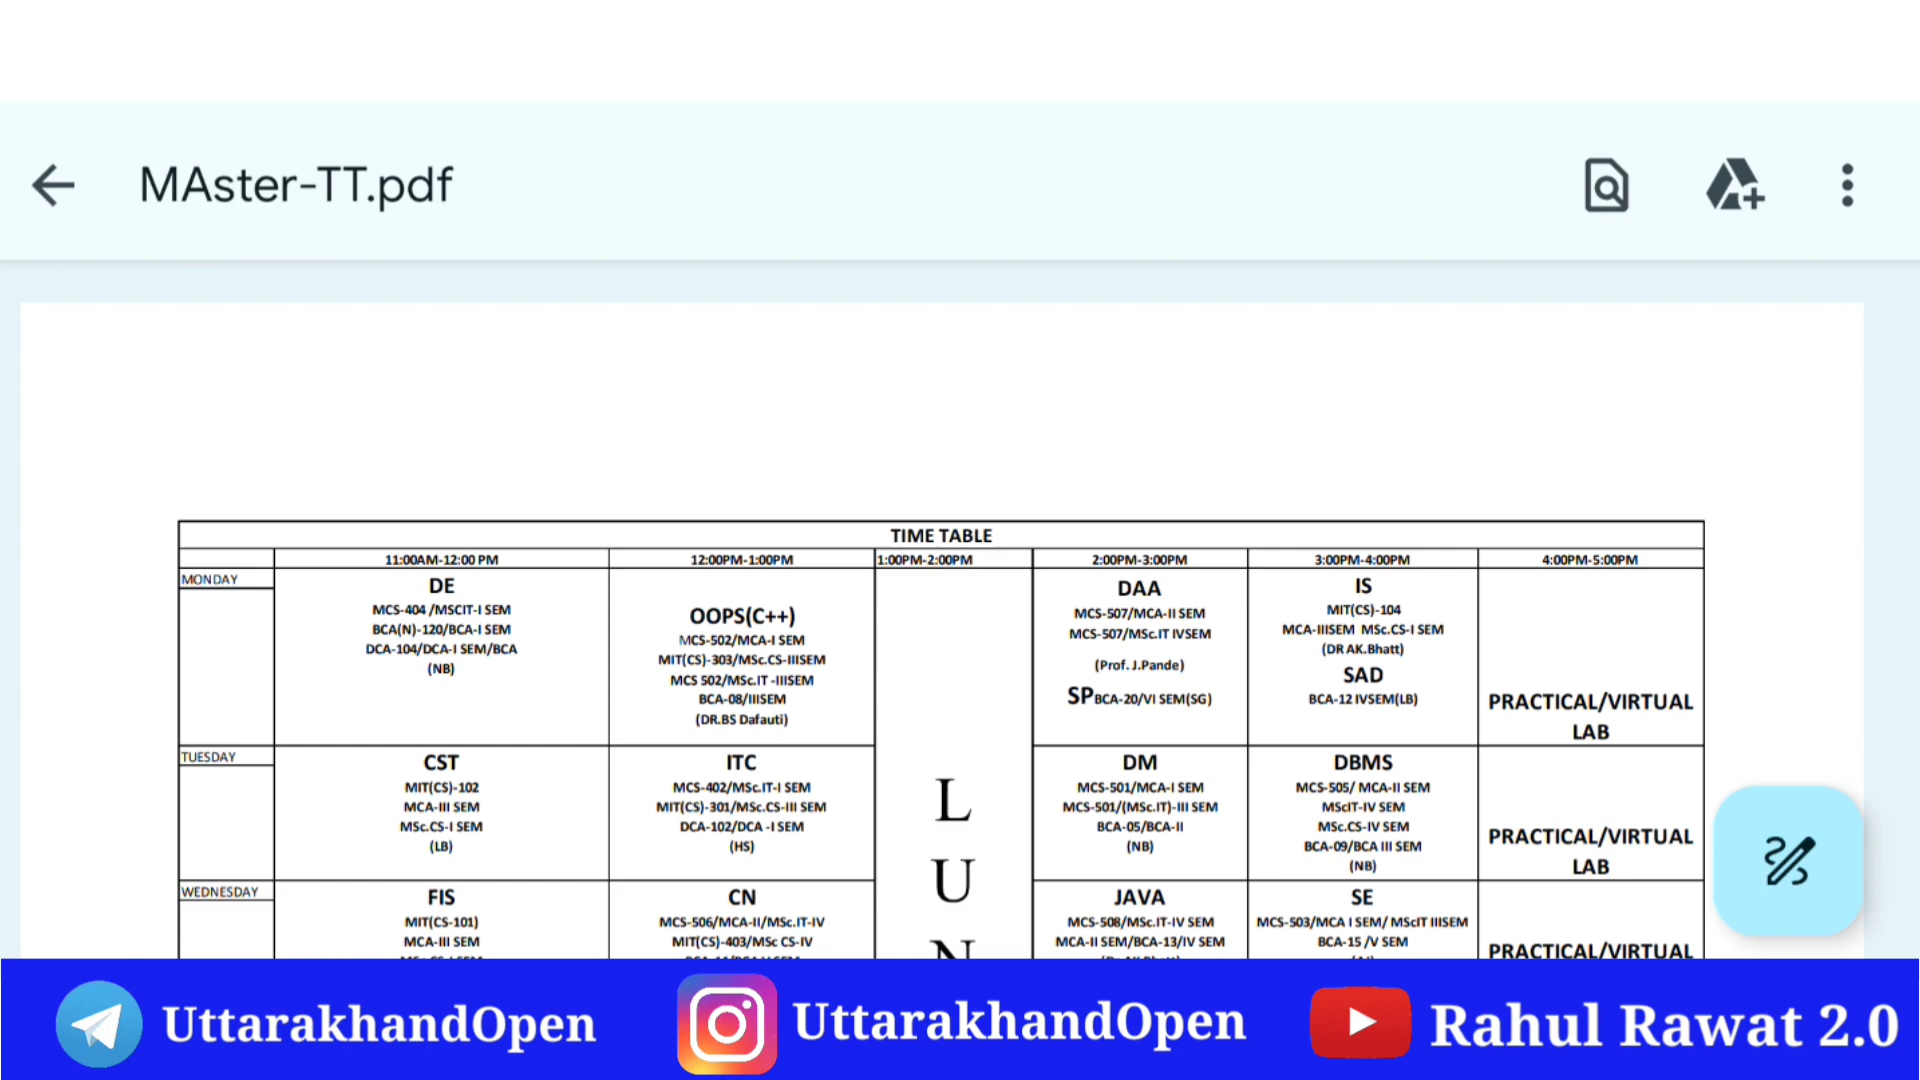 MAster-TT.pdf
TIME TABLE
11:00AM-12:00 PM
12:00PM-1:00PM
1:00PM-2:00PM
2:00PM-3:00PM
3:00PM-4:00PM
4:00PM-5:00PM
MONDAY
DE
MCS-404 /MSCIT-I SEM
BCA(N)-120/BCA-I SEM
DCA-104/DCA-I SEM/BCA
(NB)
OOPS(C++)
MCS-502/MCA-I SEM
MIT(CS)-303/MSc.CS-IIISEM
MCS 502/MSc.IT -IIISEM
BCA-08/IIISEM
(DR.BS Dafauti)
DAA
MCS-507/MCA-II SEM
MCS-507/MSc.IT IVSEM
(Prof. J.Pande)
SPBCA-20/VI SEM(SG)
IS
MIT(CS)-104
MCA-IIISEM MSc.CS-I SEM
(DR AK.Bhatt)
SAD
BCA-12 IVSEM(LB)
PRACTICAL/VIRTUAL
LAB
TUESDAY
CST
MIT(CS)-102
MCA-III SEM
MSc.CS-I SEM
(LB)
ITC
MCS-402/MSc.IT-I SEM
MIT(CS)-301/MSc.CS-III SEM
DCA-102/DCA -I SEM
(HS)
L
U
N
DM
MCS-501/MCA-I SEM
MCS-501/(MSc.IT)-III SEM
BCA-05/BCA-II
(NB)
DBMS
MCS-505/ MCA-II SEM
MScIT-IV SEM
MSc.CS-IV SEM
BCA-09/BCA III SEM
(NB)
PRACTICAL/VIRTUAL
LAB
WEDNESDAY
FIS
MIT(CS-101)
MCA-III SEM
CN
MCS-506/MCA-II/MSc.IT-IV
MIT(CS)-403/MSc CS-IV
JAVA
MCS-508/MSc.IT-IV SEM
MCA-II SEM/BCA-13/IV SEM
SE
MCS-503/MCA I SEM/ MScIT IIISEM
BCA-15 /V SEM
PRACTICAL/VIRTUAL
UttarakhandOpen
UttarakhandOpen
Rahul Rawat 2.0